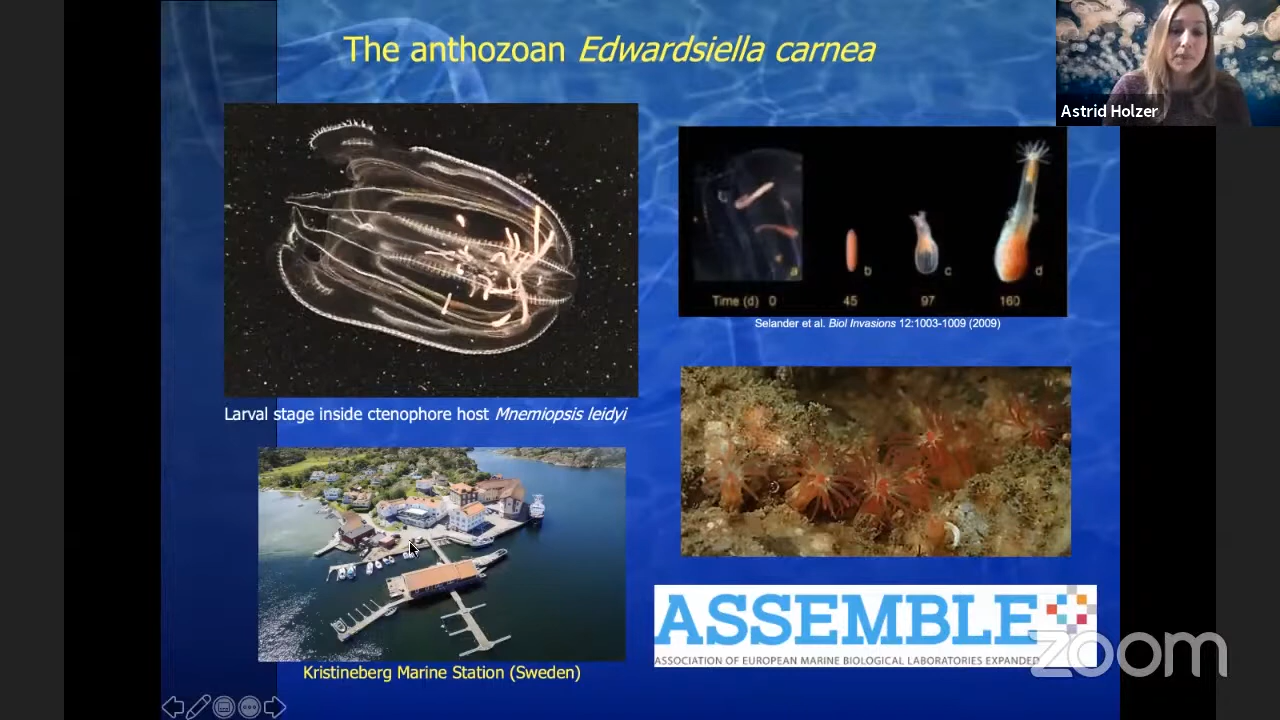 The anthozoan Edwardsiella carnea
Astrid Holzer
a
b
c
d
Time (d) 0 45 97 160
Selander et al. Biol Invasions 12:1003-1009 (2009)
Larval stage inside ctenophore host Mnemiopsis leidyi
Kristineberg Marine Station (Sweden)
ASSEMBLE
ASSOCIATION OF EUROPEAN MARINE BIOLOGICAL LABORATORIES EXPANDED
zoom